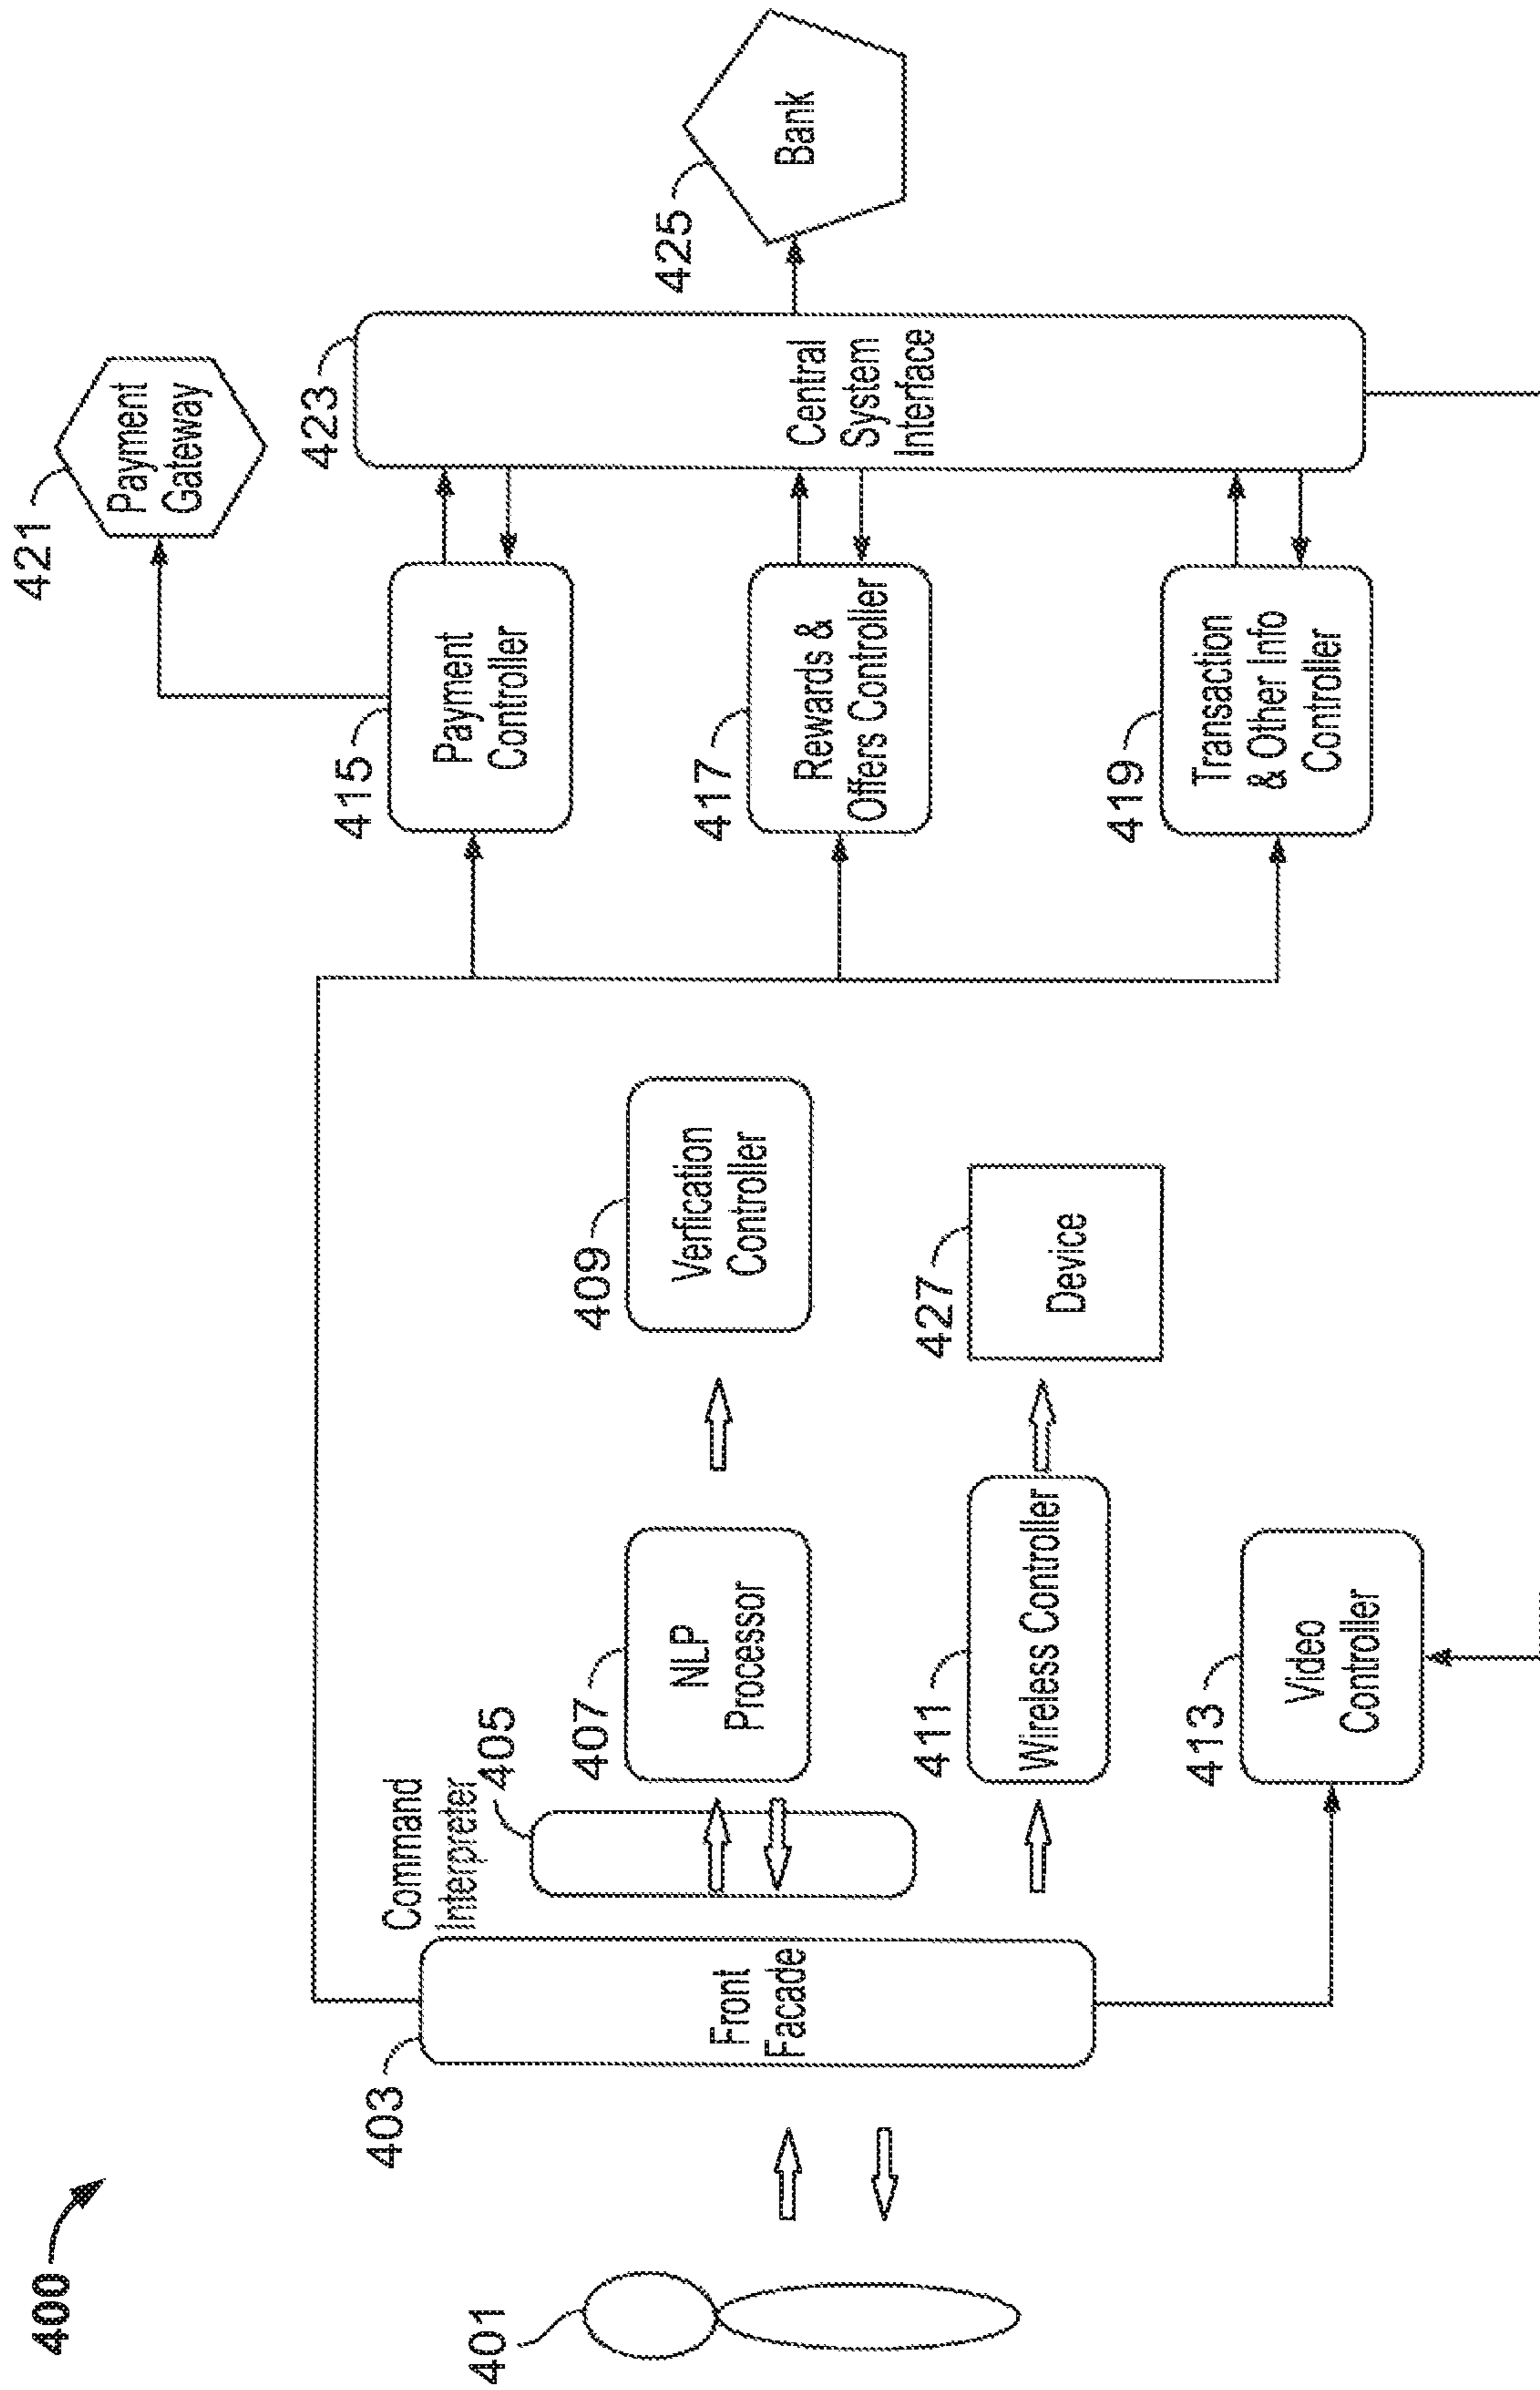 400
401
403
Front
Facade
Command
Interpreter
405
407
NLP
Processor
409
Verfication
Controller
411
Wireless Controller
427
Device
413
Video
Controller
415
Payment
Controller
417
Rewards &
Offers Controller
419
Transaction
& Other Info
Controller
421
Payment
Gateway
423
Central
System
Interface
425
Bank